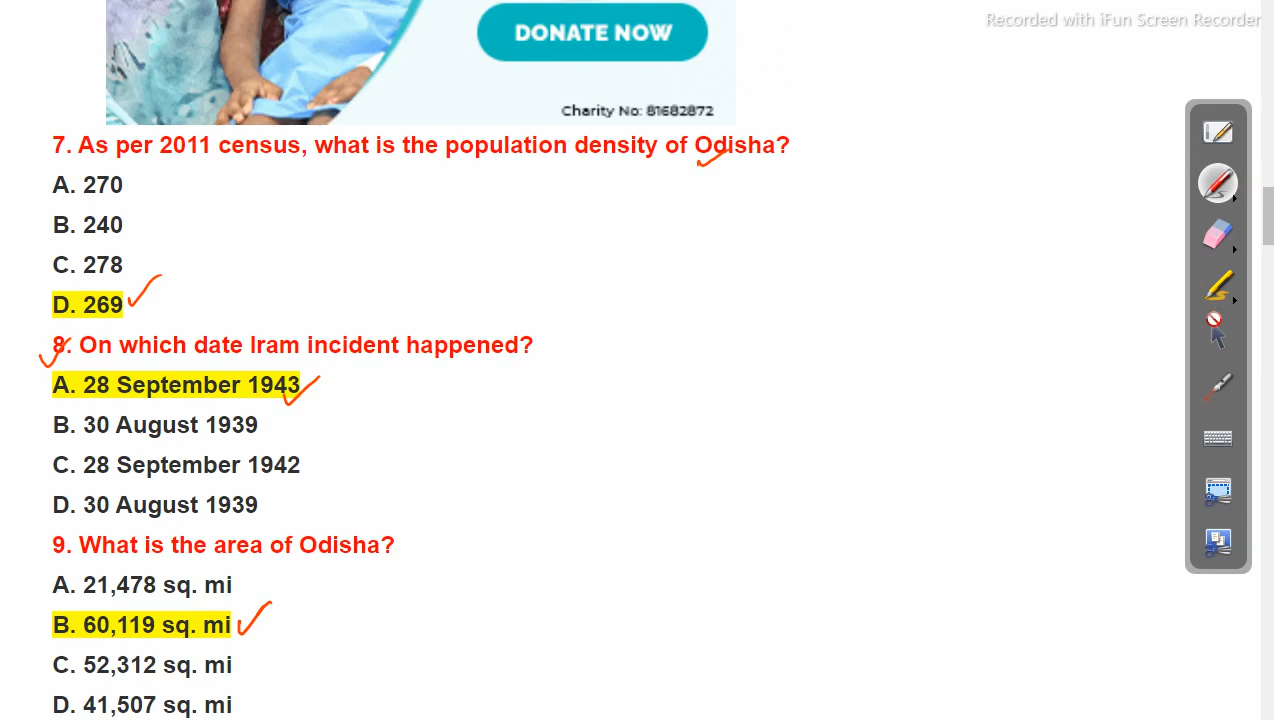 Recorded with iFun Screen Recorder
DONATE NOW
Charity No: 81682872
7. As per 2011 census, what is the population density of Odisha?
A. 270
B. 240
C. 278
D. 269
8. On which date Iram incident happened?
A. 28 September 1943
B. 30 August 1939
C. 28 September 1942
D. 30 August 1939
9. What is the area of Odisha?
A. 21,478 sq. mi
B. 60,119 sq. mi
C. 52,312 sq. mi
D. 41,507 sq. mi